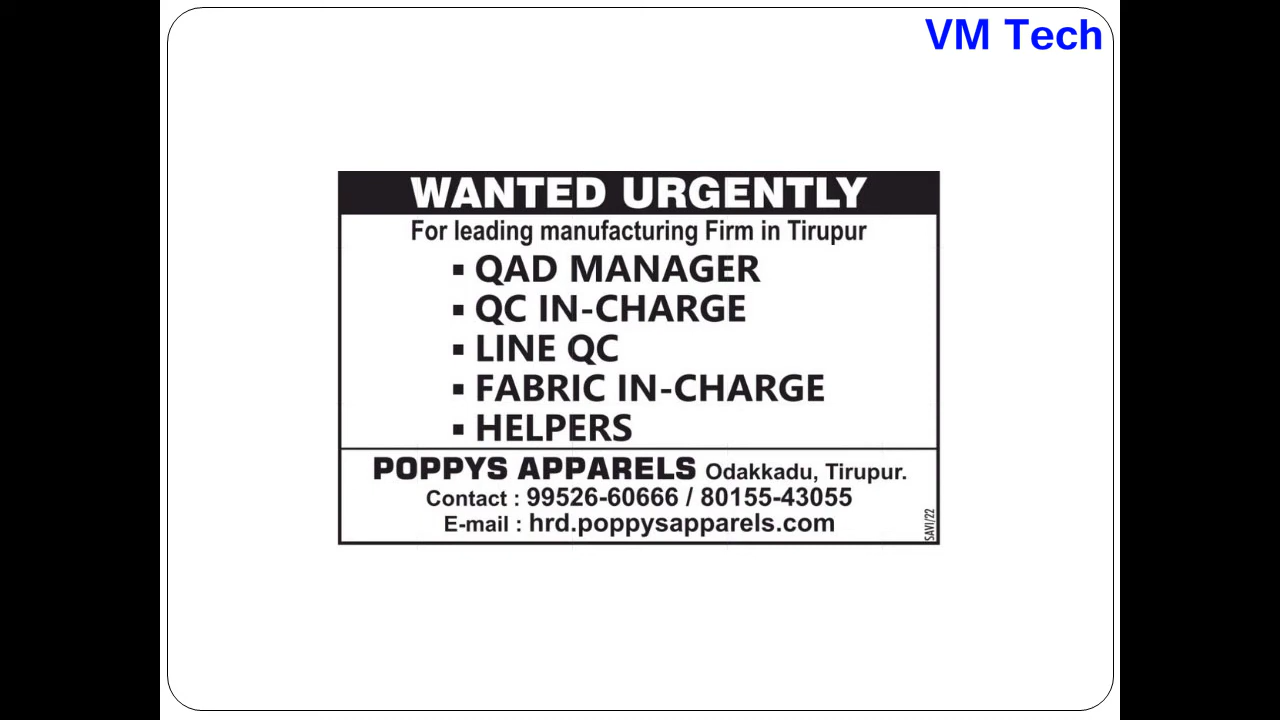 VM Tech
WANTED URGENTLY
For leading manufacturing Firm in Tirupur
▪ QAD MANAGER
▪ QC IN-CHARGE
▪ LINE QC
▪ FABRIC IN-CHARGE
▪ HELPERS
POPPYS APPARELS Odakkadu, Tirupur.
Contact : 99526-60666 / 80155-43055
E-mail : hrd.poppysapparels.com
SAVI/22